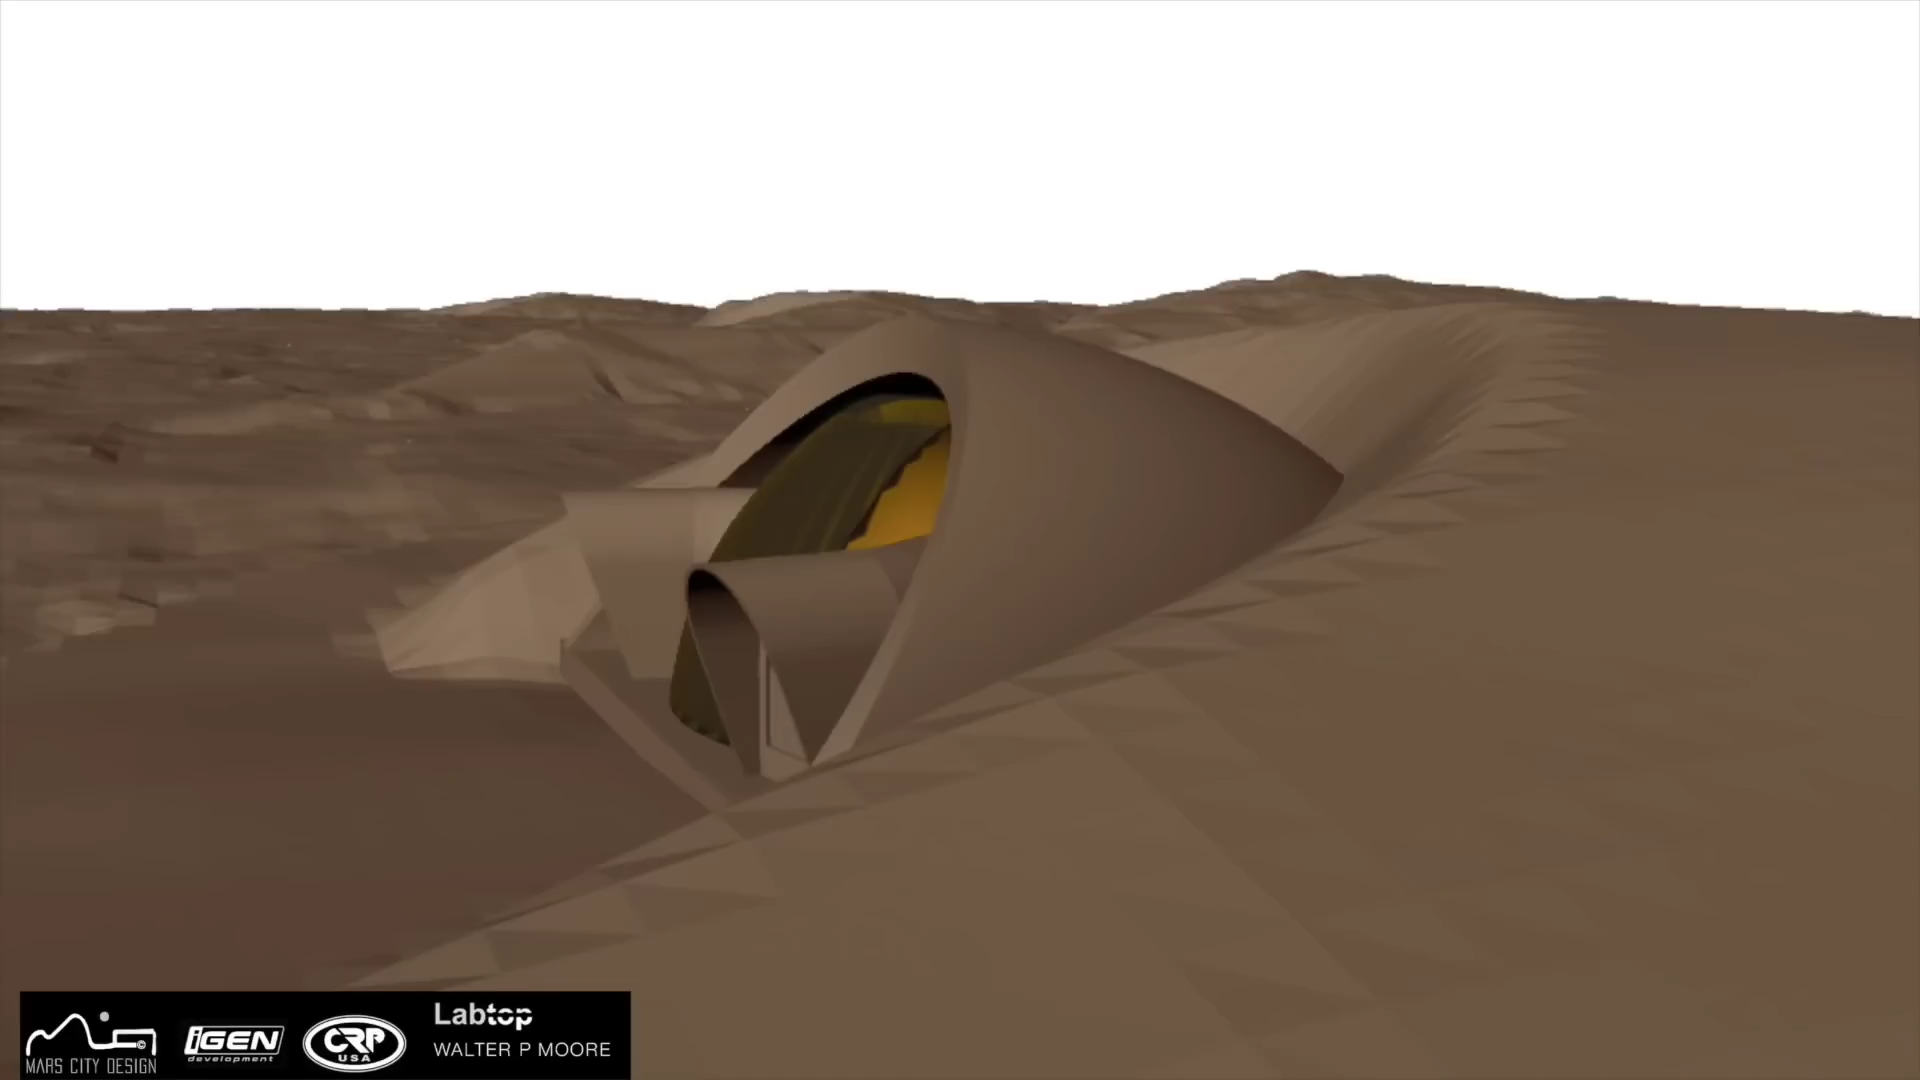 MARS CITY DESIGN
©
iGEN
development
CRP
USA
Labtop
WALTER P MOORE